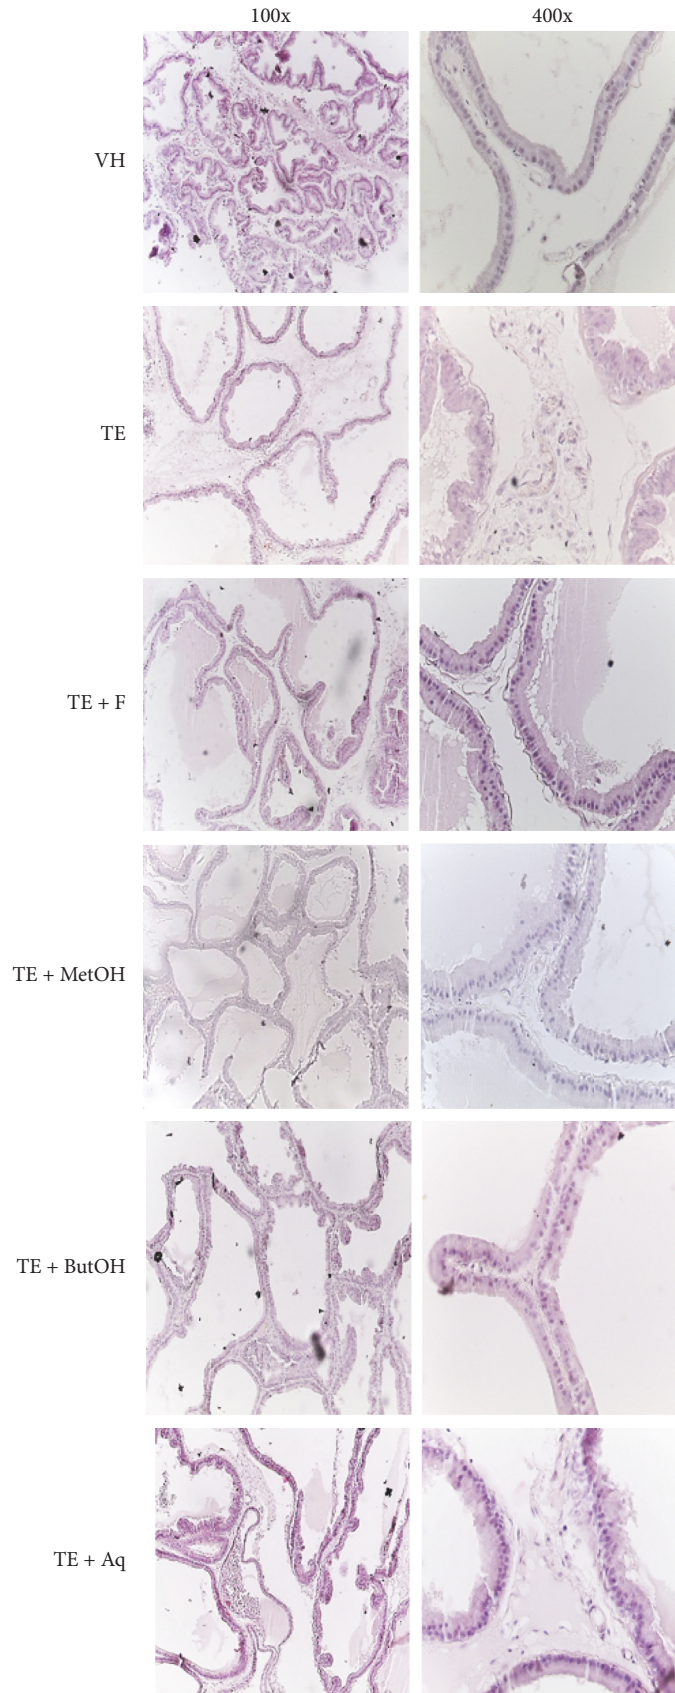 100x 400x
VH
TE
TE + F
TE + MetOH
TE + ButOH
TE + Aq